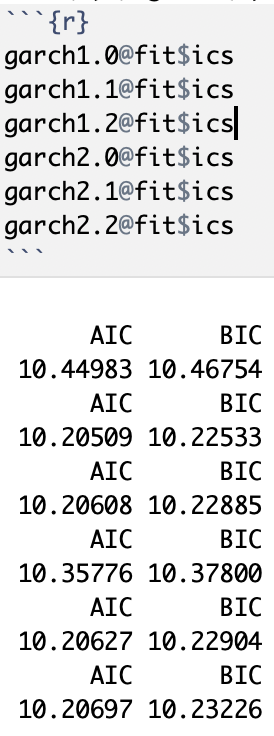 ```{r}
garch1.0@fit$ics
garch1.1@fit$ics
garch1.2@fit$ics
garch2.0@fit$ics
garch2.1@fit$ics
garch2.2@fit$ics
```
AIC BIC
10.44983 10.46754
AIC BIC
10.20509 10.22533
AIC BIC
10.20608 10.22885
AIC BIC
10.35776 10.37800
AIC BIC
10.20627 10.22904
AIC BIC
10.20697 10.23226